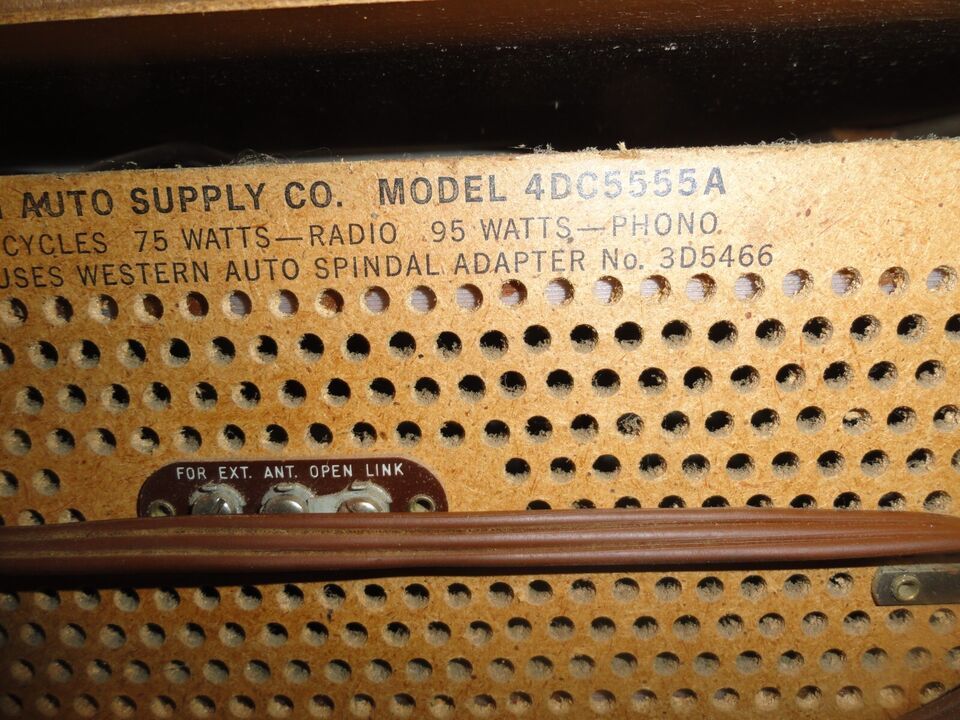 AUTO SUPPLY CO. MODEL 4DC5555A
CYCLES 75 WATTS—RADIO 95 WATTS—PHONO
USES WESTERN AUTO SPINDAL ADAPTER No. 3D5466
FOR EXT. ANT. OPEN LINK